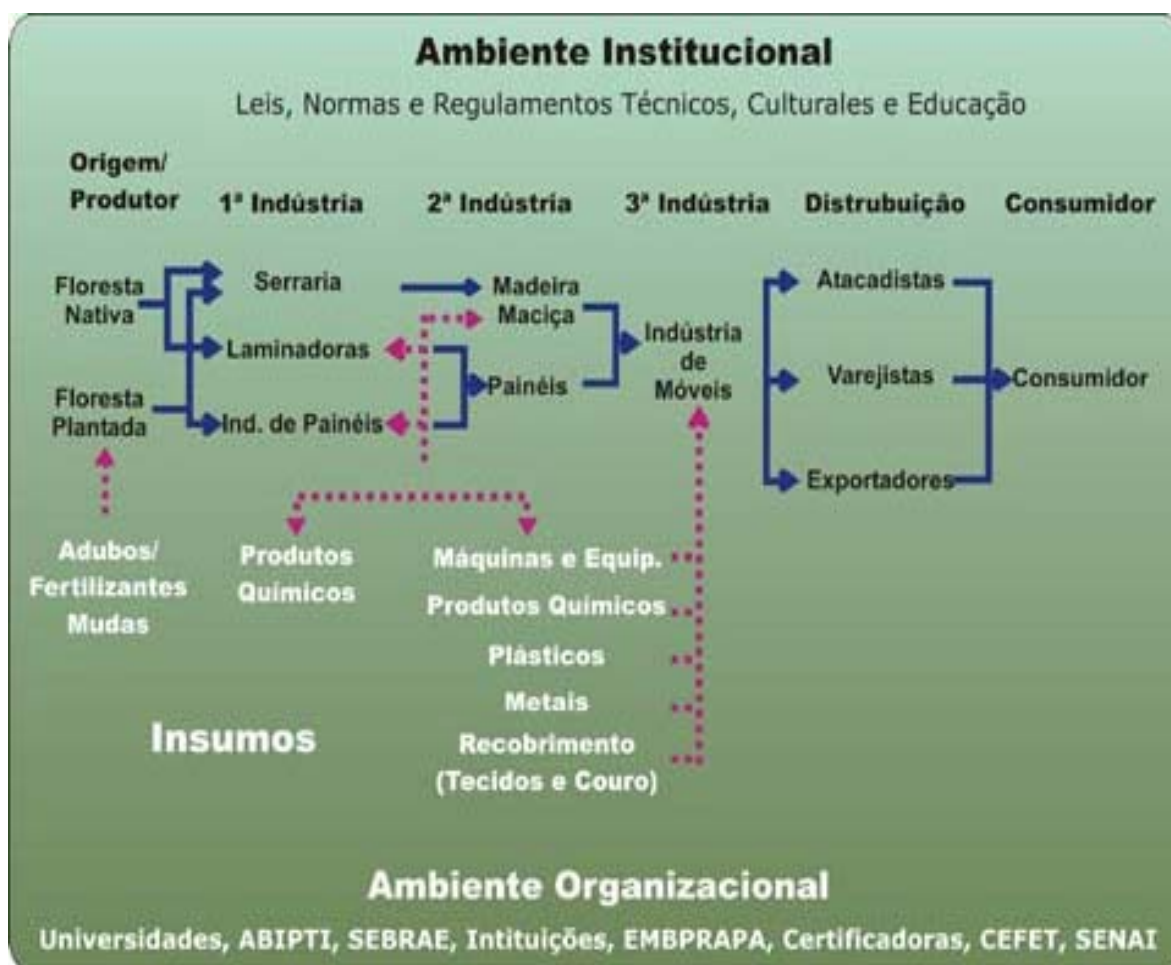 Ambiente Institucional
Leis, Normas e Regulamentos Técnicos, Culturales e Educação
Origem/
Produtor
1ª Indústria
2ª Indústria
3ª Indústria
Distrubuição
Consumidor
Floresta
Nativa
Serraria
Madeira
Maciça
Atacadistas
Laminadoras
Indústria
de
Móveis
Painéis
Varejistas
Consumidor
Floresta
Plantada
Ind. de Painéis
Exportadores
Adubos/
Fertilizantes
Mudas
Produtos
Químicos
Máquinas e Equip.
Produtos Químicos
Plásticos
Metais
Recobrimento
(Tecidos e Couro)
Insumos
Ambiente Organizacional
Universidades, ABIPTI, SEBRAE, Intituições, EMBPRAPA, Certificadoras, CEFET, SENAI